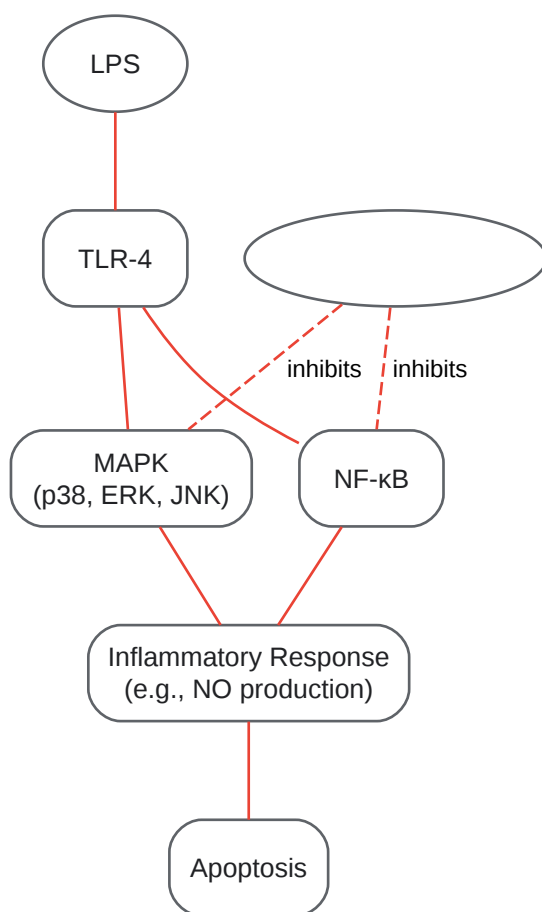 LPS
TLR-4
inhibits
inhibits
MAPK
(p38, ERK, JNK)
NF-κB
Inflammatory Response
(e.g., NO production)
Apoptosis